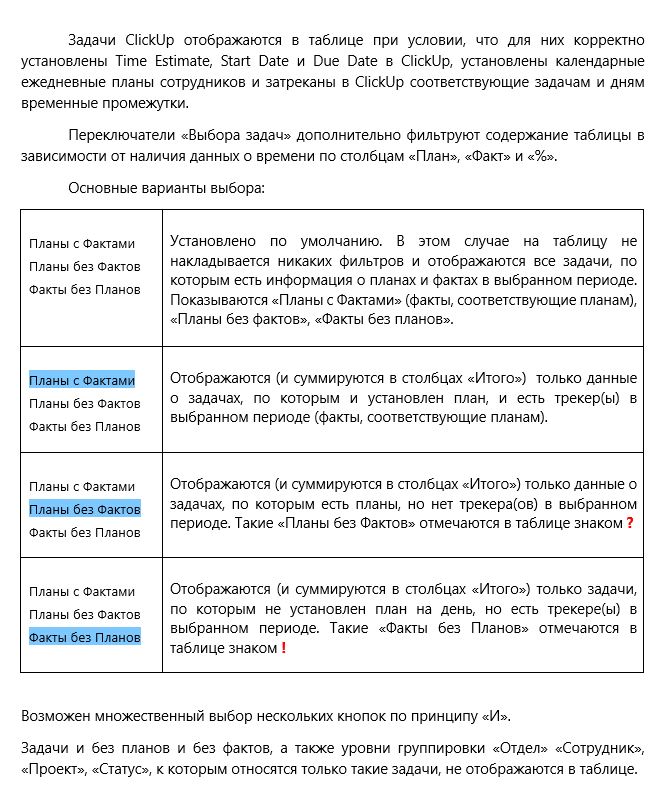 Задачи ClickUp отображаются в таблице при условии, что для них корректно
установлены Time Estimate, Start Date и Due Date в ClickUp, установлены календарные
ежедневные планы сотрудников и затреканы в ClickUp соответствующие задачам и дням
временные промежутки.
Переключатели «Выбора задач» дополнительно фильтруют содержание таблицы в
зависимости от наличия данных о времени по столбцам «План», «Факт» и «%».
Основные варианты выбора:
Планы с Фактами
Планы без Фактов
Факты без Планов
Установлено по умолчанию. В этом случае на таблицу не
накладывается никаких фильтров и отображаются все задачи, по
которым есть информация о планах и фактах в выбранном периоде.
Показываются «Планы с Фактами» (факты, соответствующие планам),
«Планы без фактов», «Факты без планов».
Планы с Фактами
Планы без Фактов
Факты без Планов
Отображаются (и суммируются в столбцах «Итого») только данные
о задачах, по которым и установлен план, и есть трекер(ы) в
выбранном периоде (факты, соответствующие планам).
Планы с Фактами
Планы без Фактов
Факты без Планов
Отображаются (и суммируются в столбцах «Итого») только данные о
задачах, по которым есть планы, но нет трекера(ов) в выбранном
периоде. Такие «Планы без Фактов» отмечаются в таблице знаком ?
Планы с Фактами
Планы без Фактов
Факты без Планов
Отображаются (и суммируются в столбцах «Итого») только задачи,
по которым не установлен план на день, но есть трекере(ы) в
выбранном периоде. Такие «Факты без Планов» отмечаются в
таблице знаком !
Возможен множественный выбор нескольких кнопок по принципу «И».
Задачи и без планов и без фактов, а также уровни группировки «Отдел» «Сотрудник»,
«Проект», «Статус», к которым относятся только такие задачи, не отображаются в таблице.